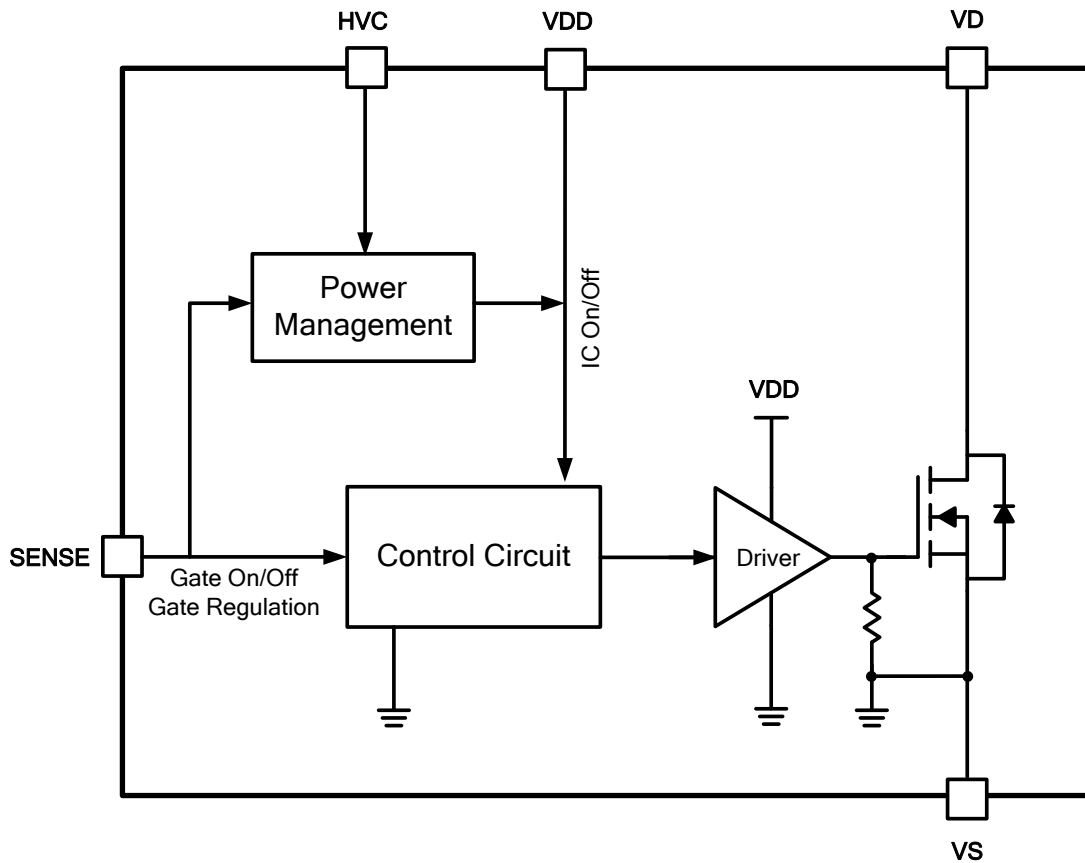 HVC
VDD
VD
Power
Management
IC On/Off
VDD
SENSE
Gate On/Off
Gate Regulation
Control Circuit
Driver
VS